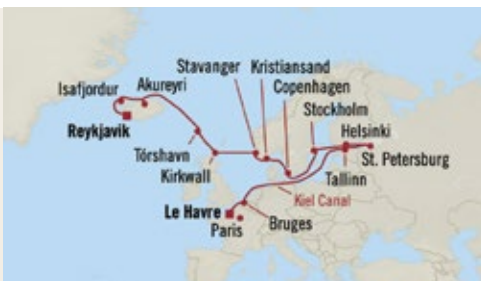 Stavanger
Kristiansand
Isafjordur
Akureyri
Copenhagen
Stockholm
Reykjavik
Helsinki
St. Petersburg
Tórshavn
Kirkwall
Tallinn
Kiel Canal
Le Havre
Paris
Bruges